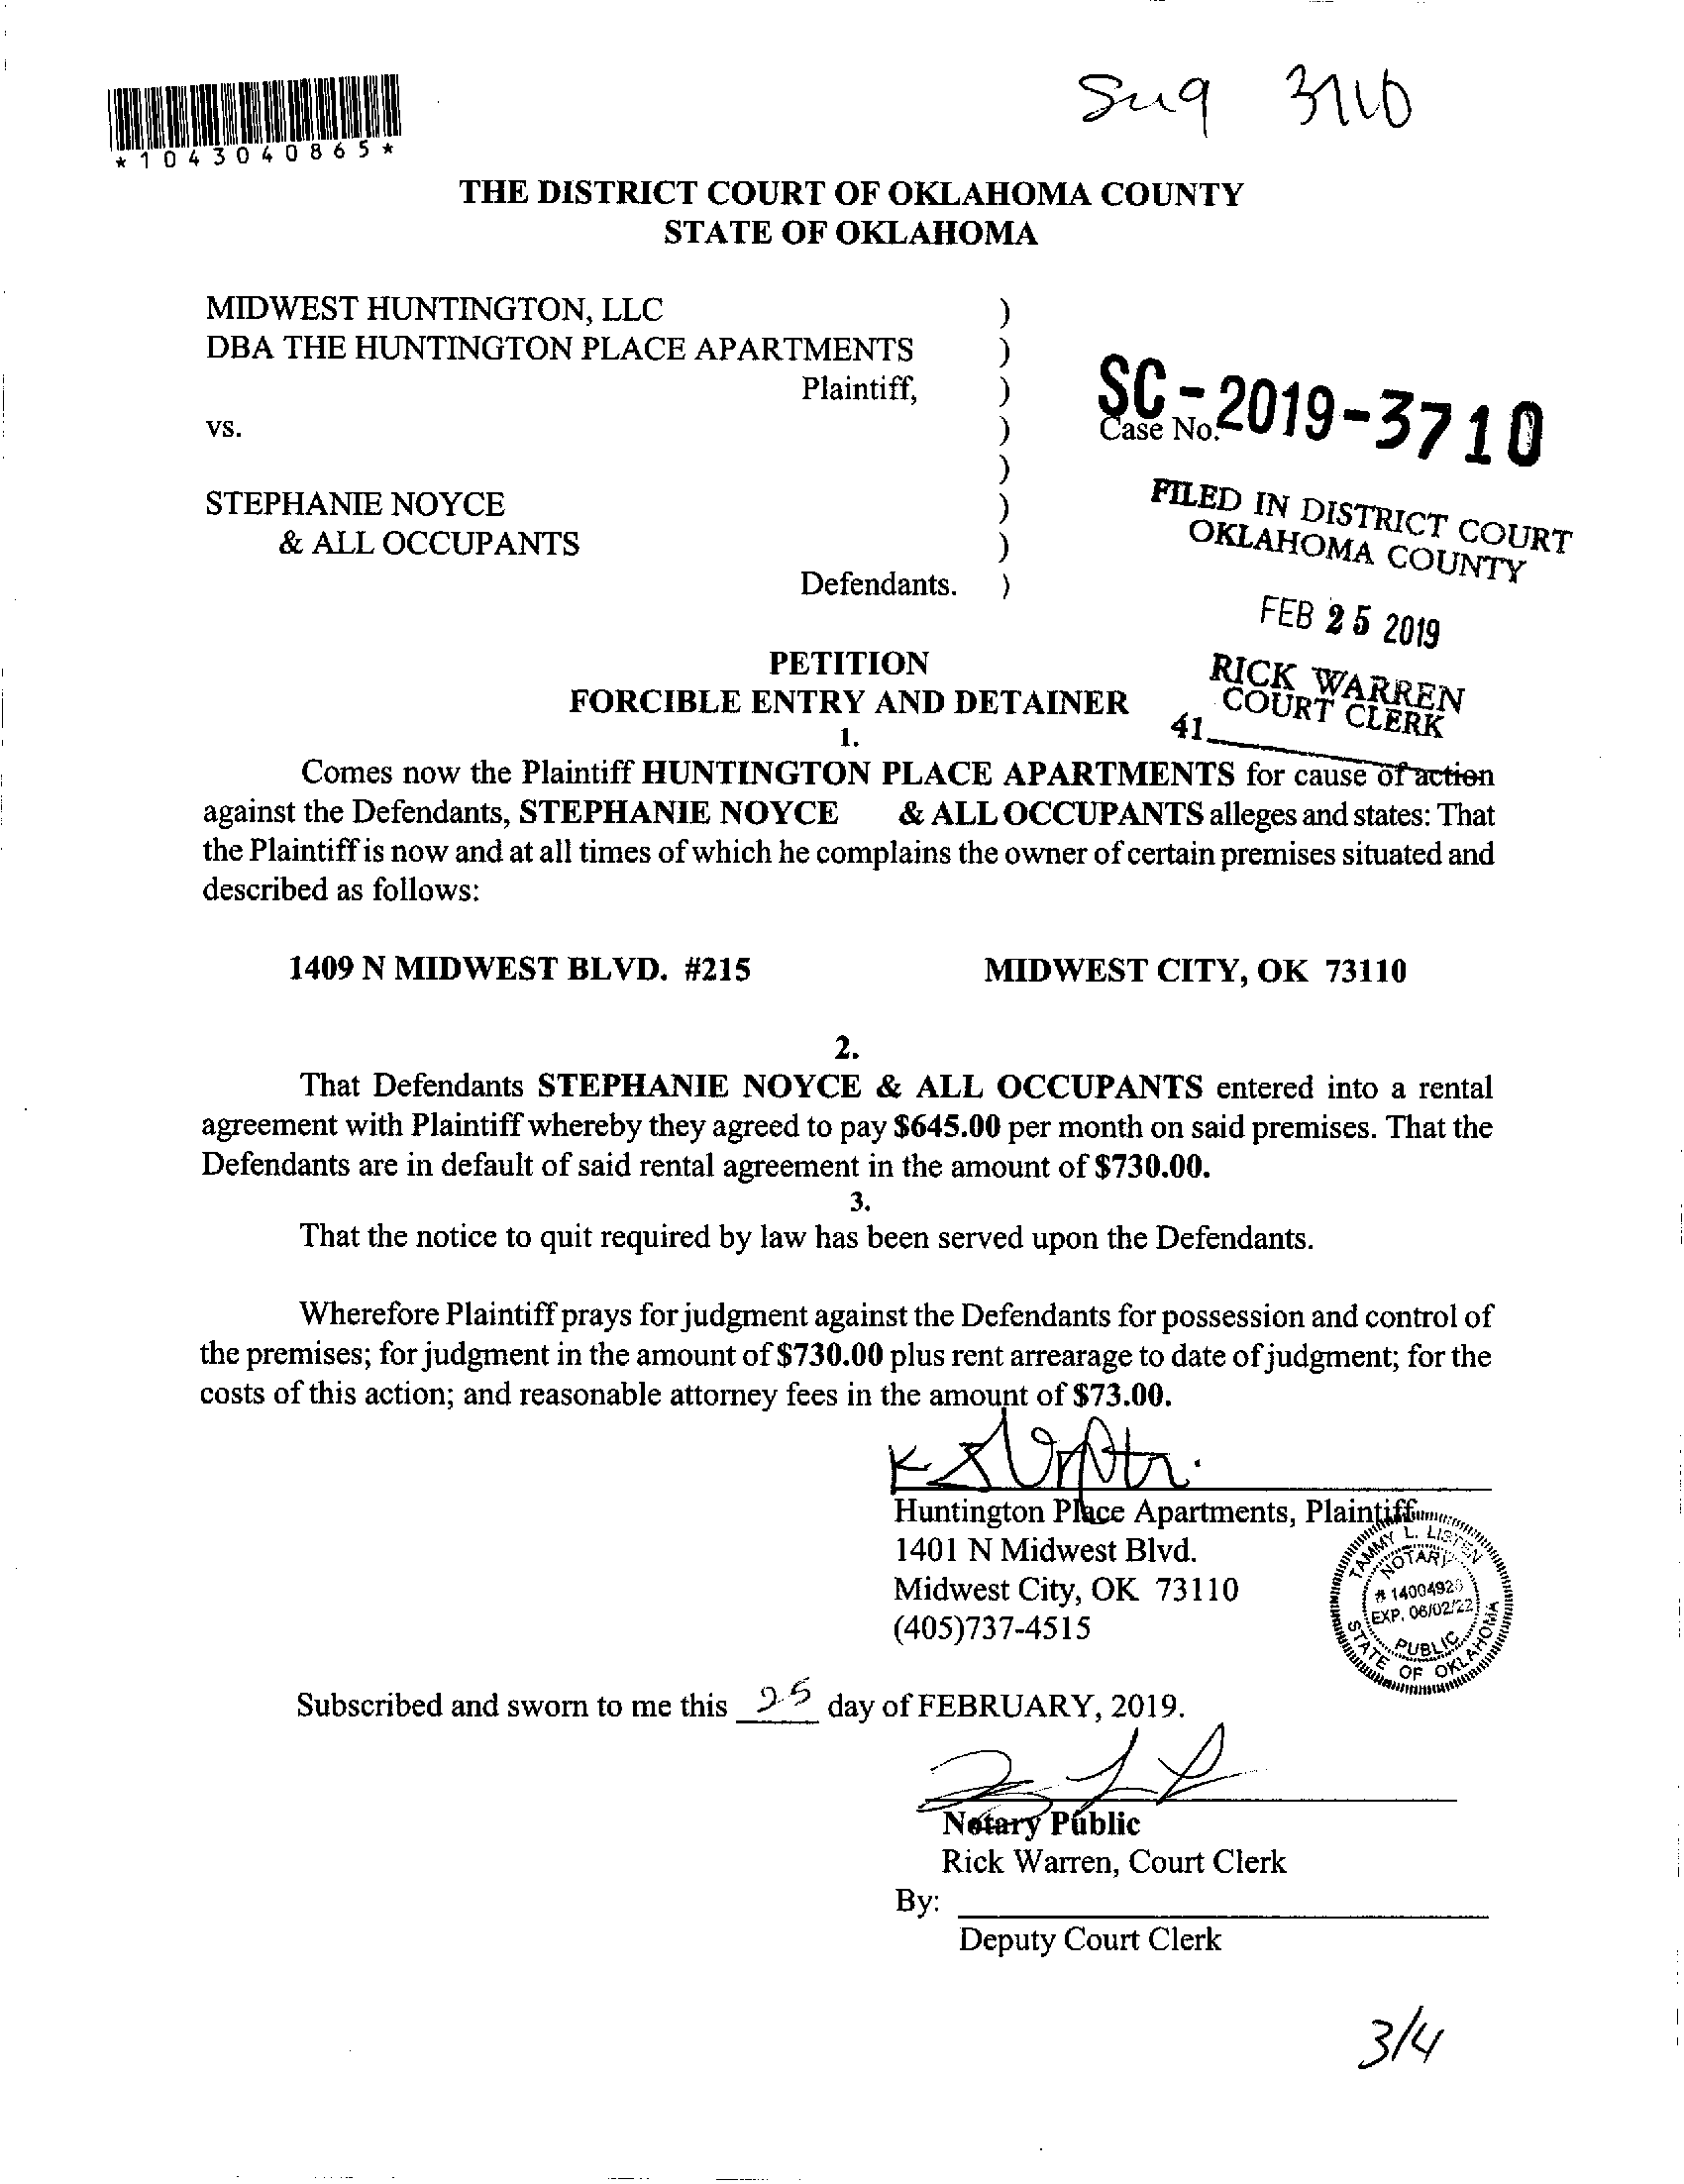 *1043040865*
3710
THE DISTRICT COURT OF OKLAHOMA COUNTY
STATE OF OKLAHOMA
MIDWEST HUNTINGTON, LLC )
DBA THE HUNTINGTON PLACE APARTMENTS )
Plaintiff, )
SC-2019-3710
vs. ) Case No.
)
STEPHANIE NOYCE )
& ALL OCCUPANTS )
Defendants. )
FILED IN DISTRICT COURT
OKLAHOMA COUNTY
FEB 25 2019
RICK WARREN
COURT CLERK
41
PETITION
FORCIBLE ENTRY AND DETAINER
1.
Comes now the Plaintiff HUNTINGTON PLACE APARTMENTS for cause of action
against the Defendants, STEPHANIE NOYCE & ALL OCCUPANTS alleges and states: That
the Plaintiff is now and at all times of which he complains the owner of certain premises situated and
described as follows:
1409 N MIDWEST BLVD. #215 MIDWEST CITY, OK 73110
2.
That Defendants STEPHANIE NOYCE & ALL OCCUPANTS entered into a rental
agreement with Plaintiff whereby they agreed to pay $645.00 per month on said premises. That the
Defendants are in default of said rental agreement in the amount of $730.00.
3.
That the notice to quit required by law has been served upon the Defendants.
Wherefore Plaintiff prays for judgment against the Defendants for possession and control of
the premises; for judgment in the amount of $730.00 plus rent arrearage to date of judgment; for the
costs of this action; and reasonable attorney fees in the amount of $73.00.
Huntington Place Apartments, Plaintiff
1401 N Midwest Blvd.
Midwest City, OK 73110
(405)737-4515
TAMMY L. LISTEN
NOTARY
EXP. 06/02/22
PUBLIC
STATE OF OKLAHOMA
Subscribed and sworn to me this 25 day of FEBRUARY, 2019.
Notary Public
Rick Warren, Court Clerk
By:
Deputy Court Clerk
3/4